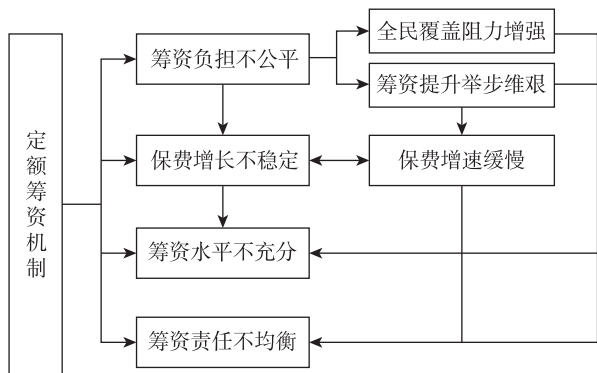 定额筹资机制
筹资负担不公平
全民覆盖阻力增强
筹资提升举步维艰
保费增长不稳定
保费增速缓慢
筹资水平不充分
筹资责任不均衡